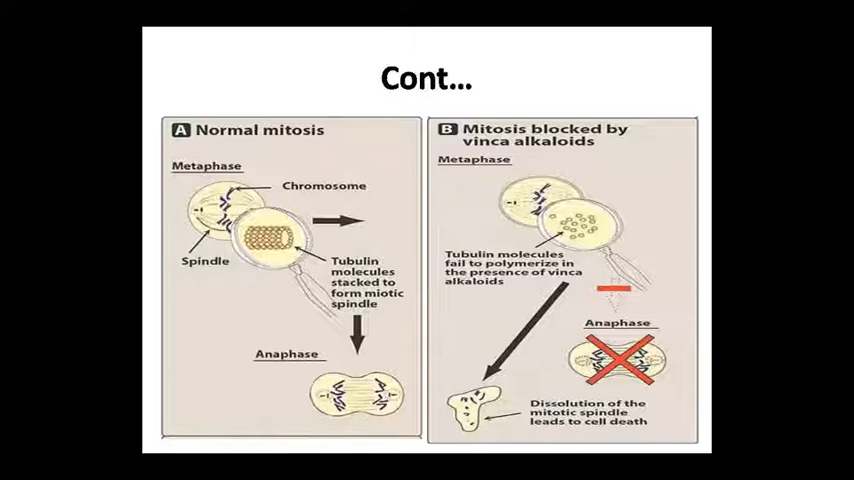 Cont...
A Normal mitosis
Metaphase
Chromosome
Spindle
Tubulin
molecules
stacked to
form miotic
spindle
Anaphase
B Mitosis blocked by
vinca alkaloids
Metaphase
Tubulin molecules
fail to polymerize in
the presence of vinca
alkaloids
Anaphase
Dissolution of the
mitotic spindle
leads to cell death